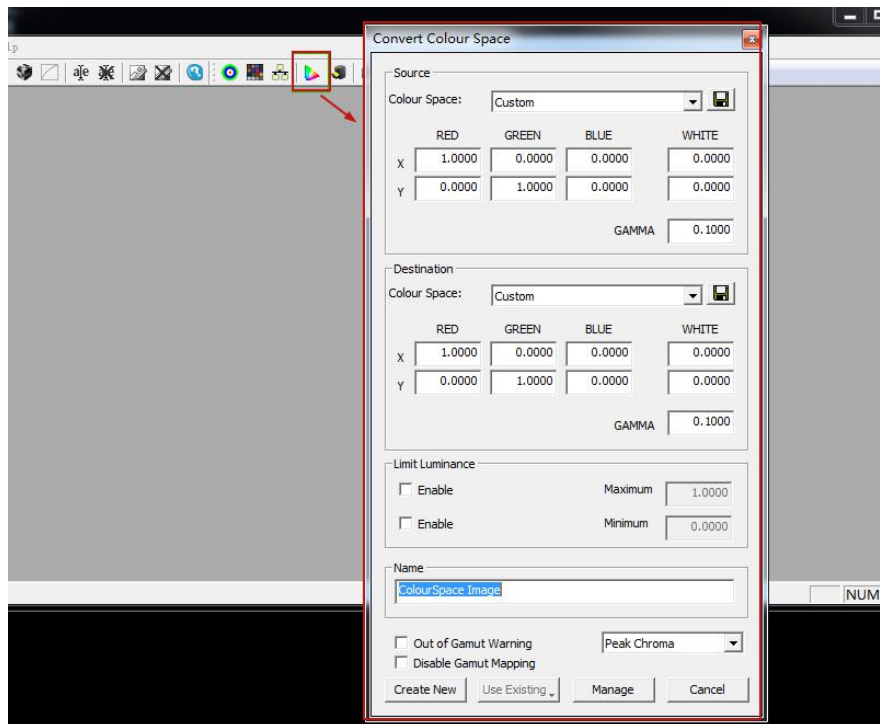 lp
aĮe
Convert Colour Space
Source
Colour Space: Custom
RED GREEN BLUE WHITE
X 1.0000 0.0000 0.0000 0.0000
Y 0.0000 1.0000 0.0000 0.0000
GAMMA 0.1000
Destination
Colour Space: Custom
RED GREEN BLUE WHITE
X 1.0000 0.0000 0.0000 0.0000
Y 0.0000 1.0000 0.0000 0.0000
GAMMA 0.1000
Limit Luminance
Enable Maximum 1.0000
Enable Minimum 0.0000
Name
ColourSpace Image
Out of Gamut Warning Peak Chroma
Disable Gamut Mapping
Create New Use Existing Manage Cancel
NUM